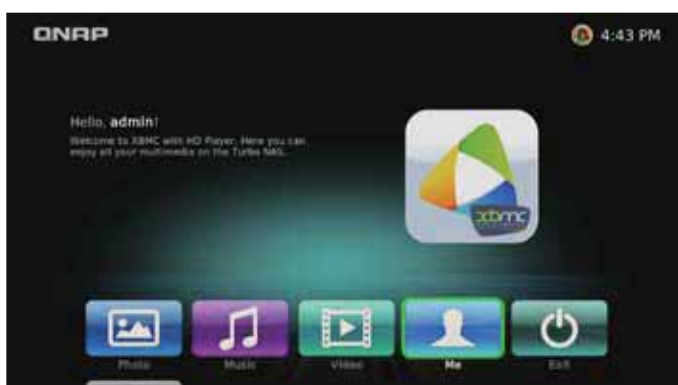 QNAP
4:43 PM
Hello, admin!
Welcome to XBMC with HD Player. Here you can
enjoy all your multimedia on the Turbo NAS.
xbmc
Photo
Music
Video
Me
Exit